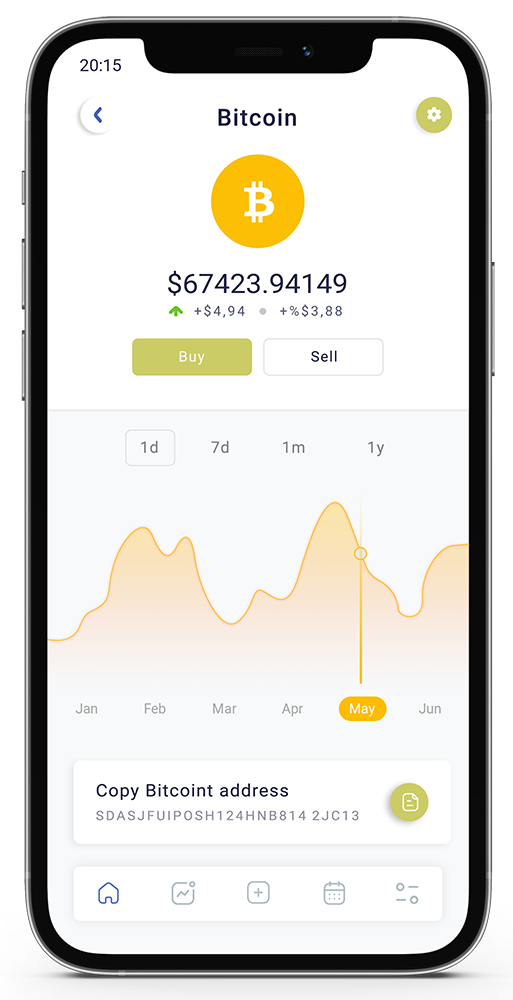 20:15
Bitcoin
$67423.94149
+$4,94 +%$3,88
Buy Sell
1d 7d 1m 1y
Jan Feb Mar Apr May Jun
Copy Bitcoint address
SDASJFUIPOSH124HNB814 2JC13